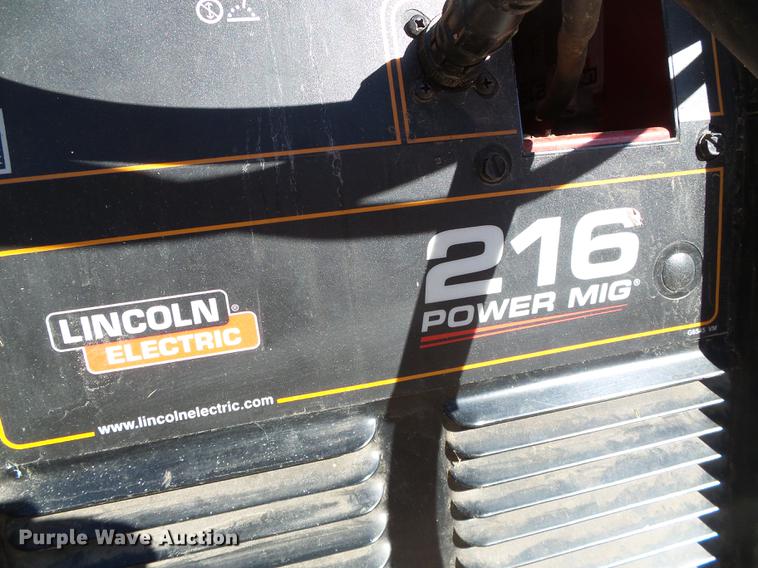 216
POWER MIG®
LINCOLN ®
ELECTRIC
www.lincolnelectric.com
Purple Wave Auction